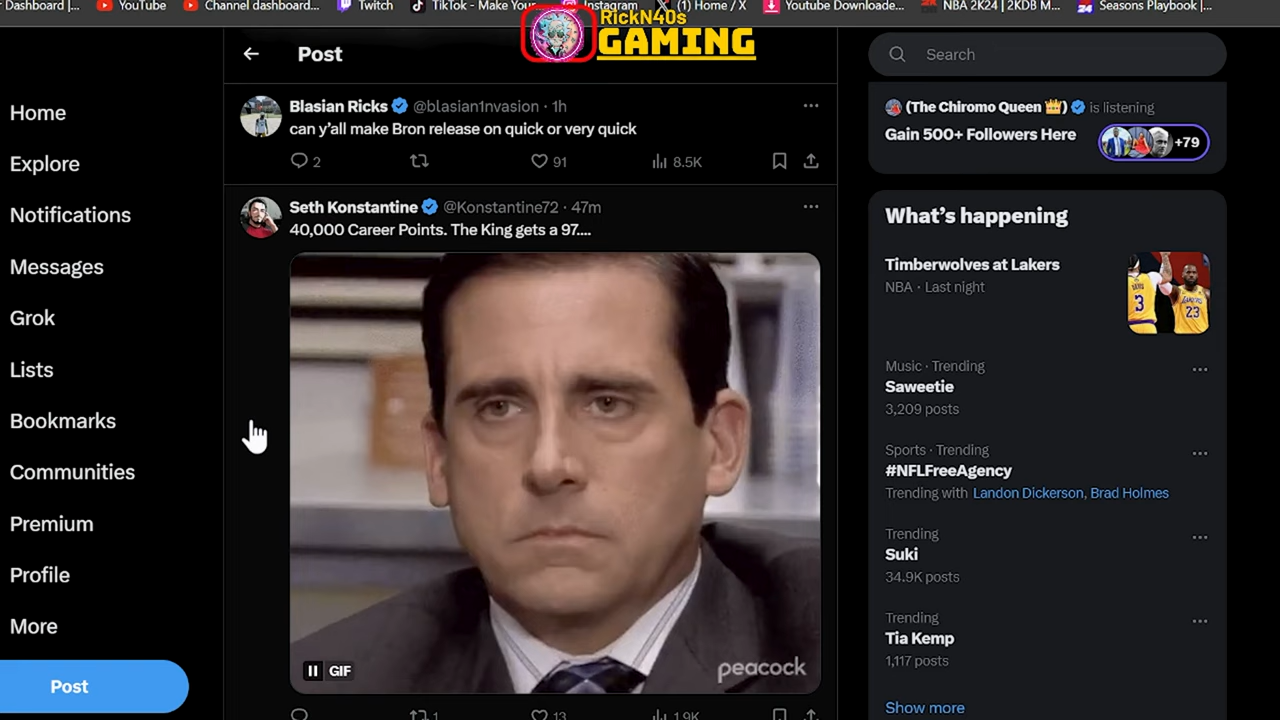 Dashboard |...
YouTube
Channel dashboard...
Twitch
TikTok - Make Your...
Instagram
(1) Home / X
Youtube Downloade...
NBA 2K24 | 2KDB M...
Seasons Playbook |...
RickN40s
GAMING
Post
Search
Home
Explore
Notifications
Messages
Grok
Lists
Bookmarks
Communities
Premium
Profile
More
Post
Blasian Ricks @blasian1nvasion · 1h
can y'all make Bron release on quick or very quick
2 91 8.5K
Seth Konstantine @Konstantine72 · 47m
40,000 Career Points. The King gets a 97....
GIF
peacock
1 13 1.9K
(The Chiromo Queen 👑) is listening
Gain 500+ Followers Here
+79
What's happening
Timberwolves at Lakers
NBA · Last night
3
23
Music · Trending
Saweetie
3,209 posts
Sports · Trending
#NFLFreeAgency
Trending with Landon Dickerson, Brad Holmes
Trending
Suki
34.9K posts
Trending
Tia Kemp
1,117 posts
Show more